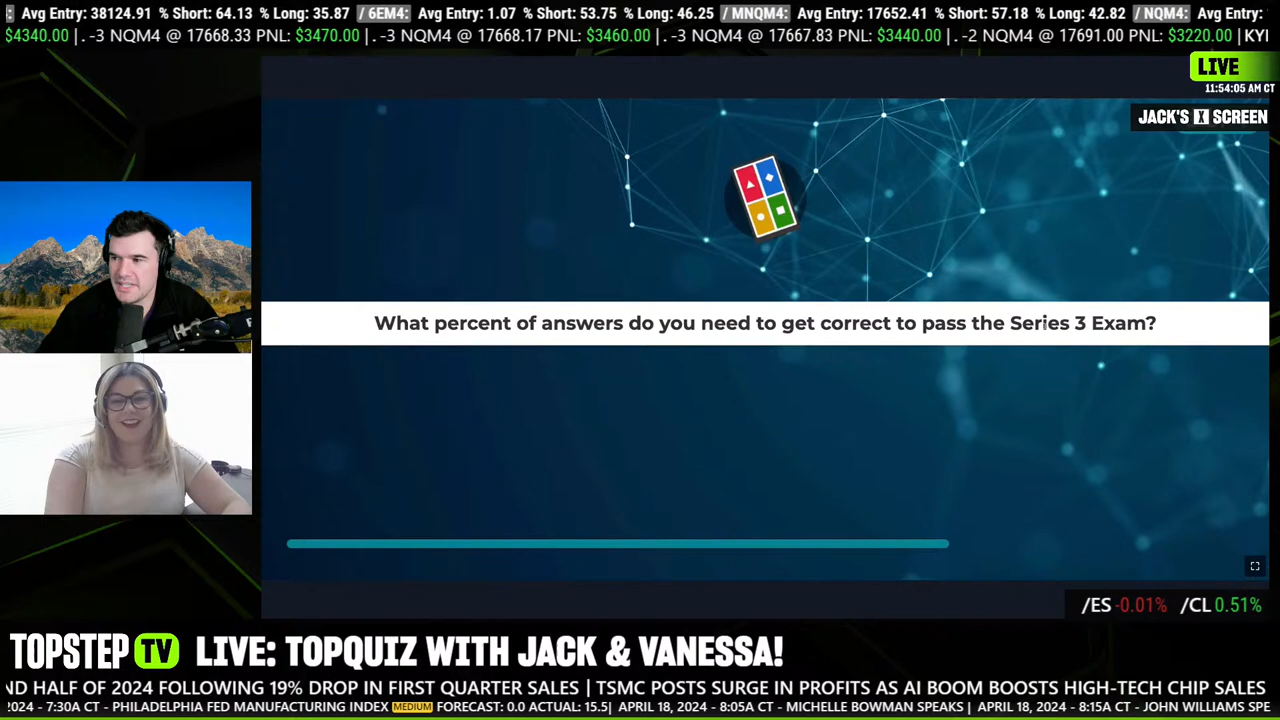 : Avg Entry: 38124.91 % Short: 64.13 % Long: 35.87 / 6EM4: Avg Entry: 1.07 % Short: 53.75 % Long: 46.25 / MNQM4: Avg Entry: 17652.41 % Short: 57.18 % Long: 42.82 / NQM4: Avg Entry:
$4340.00 | . -3 NQM4 @ 17668.33 PNL: $3470.00 | . -3 NQM4 @ 17668.17 PNL: $3460.00 | . -3 NQM4 @ 17667.83 PNL: $3440.00 | . -2 NQM4 @ 17691.00 PNL: $3220.00 | KYI
LIVE
11:54:05 AM CT
JACK'S X SCREEN
What percent of answers do you need to get correct to pass the Series 3 Exam?
/ES -0.01% /CL 0.51%
TOPSTEP TV LIVE: TOPQUIZ WITH JACK & VANESSA!
ND HALF OF 2024 FOLLOWING 19% DROP IN FIRST QUARTER SALES | TSMC POSTS SURGE IN PROFITS AS AI BOOM BOOSTS HIGH-TECH CHIP SALES
2024 - 7:30A CT - PHILADELPHIA FED MANUFACTURING INDEX MEDIUM FORECAST: 0.0 ACTUAL: 15.5 | APRIL 18, 2024 - 8:05A CT - MICHELLE BOWMAN SPEAKS | APRIL 18, 2024 - 8:15A CT - JOHN WILLIAMS SPE